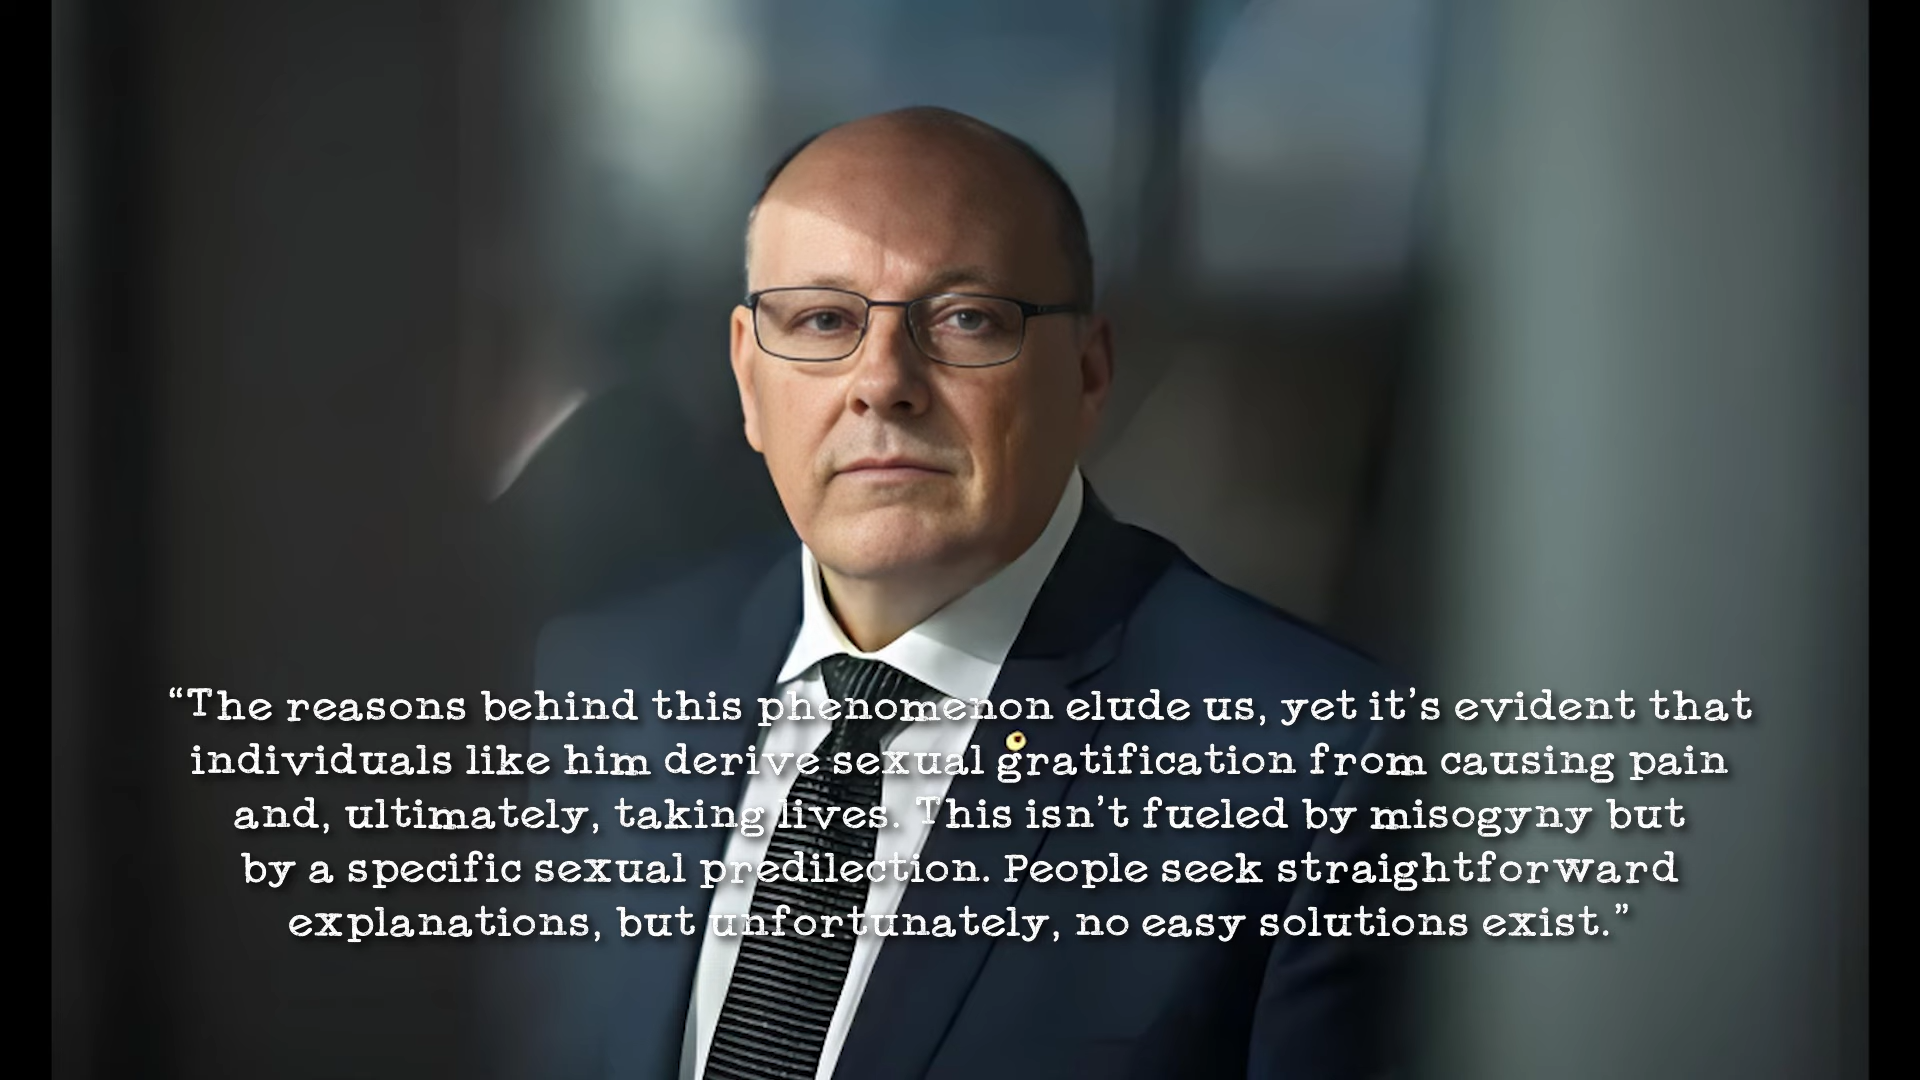 “The reasons behind this phenomenon elude us, yet it’s evident that
individuals like him derive sexual gratification from causing pain
and, ultimately, taking lives. This isn’t fueled by misogyny but
by a specific sexual predilection. People seek straightforward
explanations, but unfortunately, no easy solutions exist.”